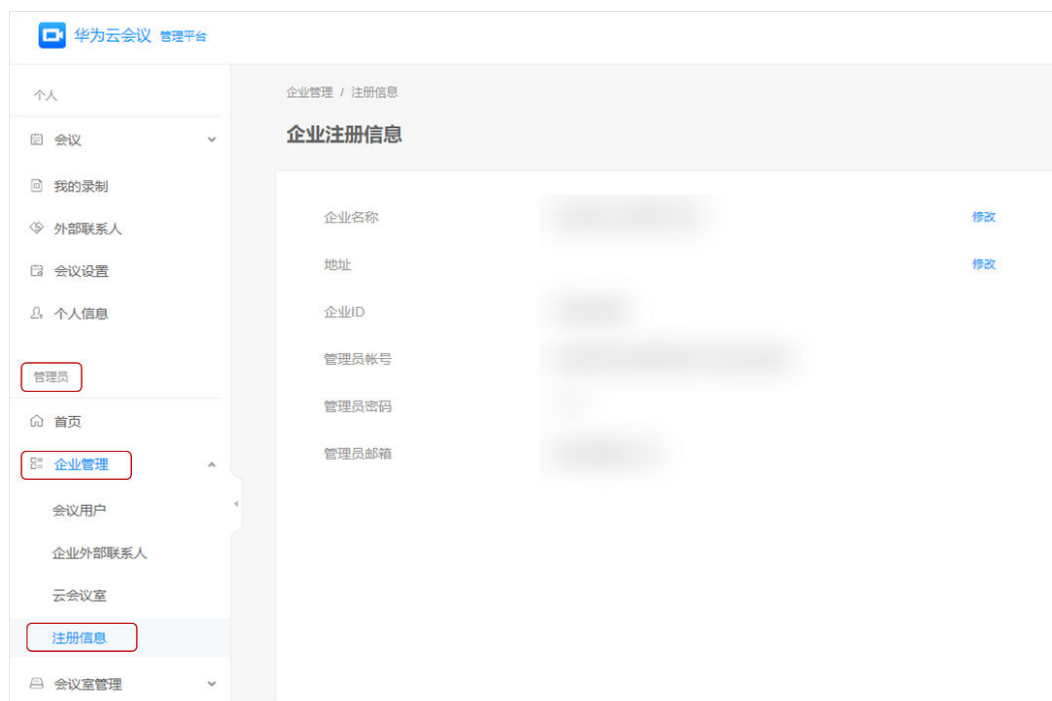 华为云会议 管理平台
个人
会议
我的录制
外部联系人
会议设置
个人信息
管理员
首页
企业管理
会议用户
企业外部联系人
云会议室
注册信息
会议室管理
企业管理 / 注册信息
企业注册信息
企业名称 修改
地址 修改
企业ID
管理员帐号
管理员密码
管理员邮箱